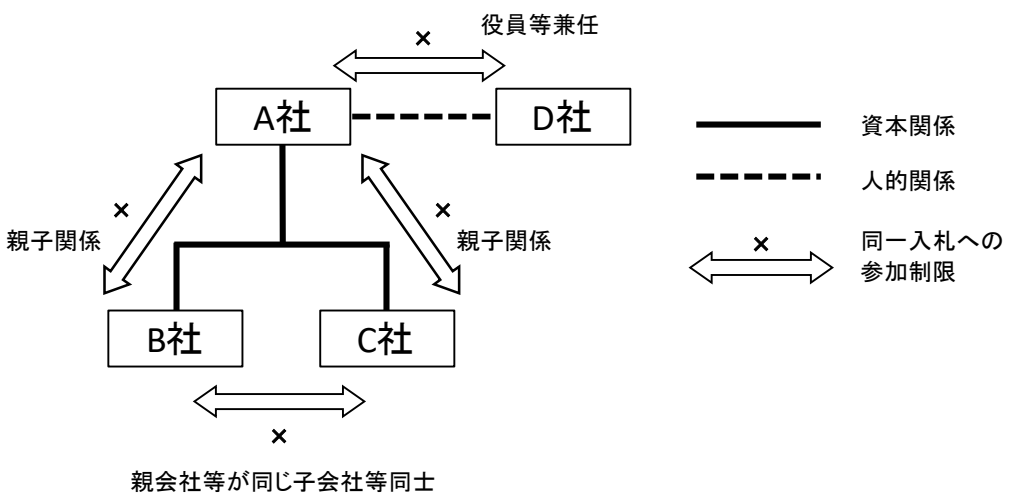 役員等兼任
×
A社
D社
資本関係
人的関係
×
親子関係
×
親子関係
×
同一入札への
参加制限
B社
C社
×
親会社等が同じ子会社等同士